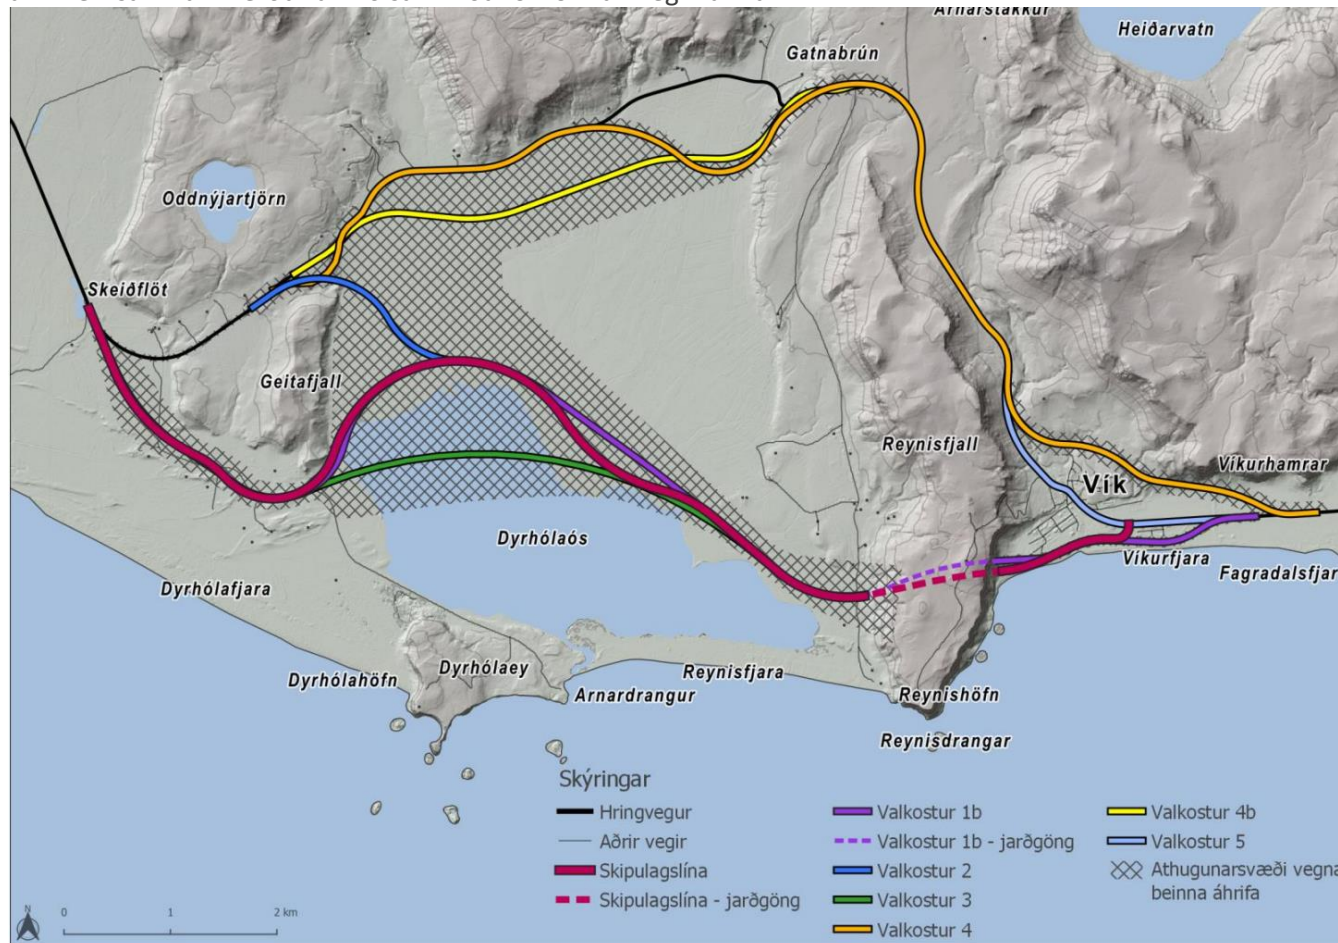 Arnarstakkur
Heiðarvatn
Gatnabrún
Oddnýjartjörn
Skeiðflöt
Geitafjall
Reynisfjall
Vík
Víkurhamrar
Dyrhólaós
Víkurfjara
Fagradalsfjar
Dyrhólafjara
Dyrhólaey
Reynisfjara
Dyrhólahöfn
Arnardrangur
Reynishöfn
Reynisdrangar
Skýringar
Hringvegur
Aðrir vegir
Skipulagslína
Skipulagslína - jarðgöng
Valkostur 1b
Valkostur 1b - jarðgöng
Valkostur 2
Valkostur 3
Valkostur 4
Valkostur 4b
Valkostur 5
Athugunarsvæði vegna
beinna áhrifa
N
0 1 2 km